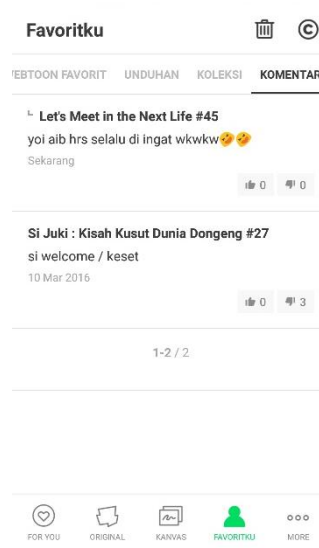 Favoritku
WEBTOON FAVORIT UNDUHAN KOLEKSI KOMENTAR
Let's Meet in the Next Life #45
yoi aib hrs selalu di ingat wkwkw🤣🤣
Sekarang
0 0
Si Juki : Kisah Kusut Dunia Dongeng #27
si welcome / keset
10 Mar 2016
0 3
1-2 / 2
FOR YOU ORIGINAL KANVAS FAVORITKU MORE